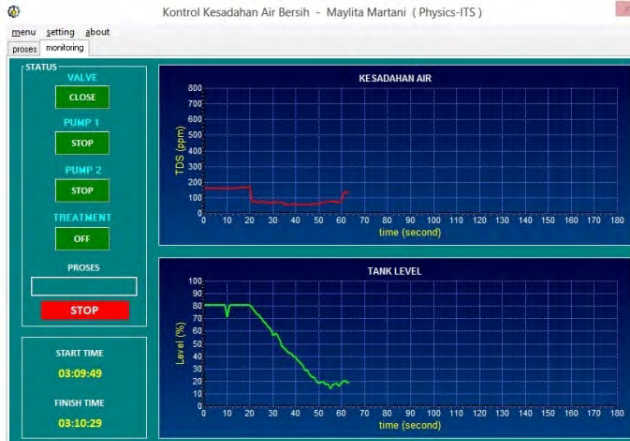 Kontrol Kesadahan Air Bersih - Maylita Martani ( Physics-ITS )
menu setting about
proses monitoring
STATUS
VALVE
CLOSE
PUMP 1
STOP
PUMP 2
STOP
TREATMENT
OFF
PROSES
STOP
START TIME
03:09:49
FINISH TIME
03:10:29
KESADAHAN AIR
TDS (ppm)
800
700
600
500
400
300
200
100
0
0 10 20 30 40 50 60 70 80 90 100 110 120 130 140 150 160 170 180
time (second)
TANK LEVEL
Level (%)
100
90
80
70
60
50
40
30
20
10
0
0 10 20 30 40 50 60 70 80 90 100 110 120 130 140 150 160 170 180
time (second)